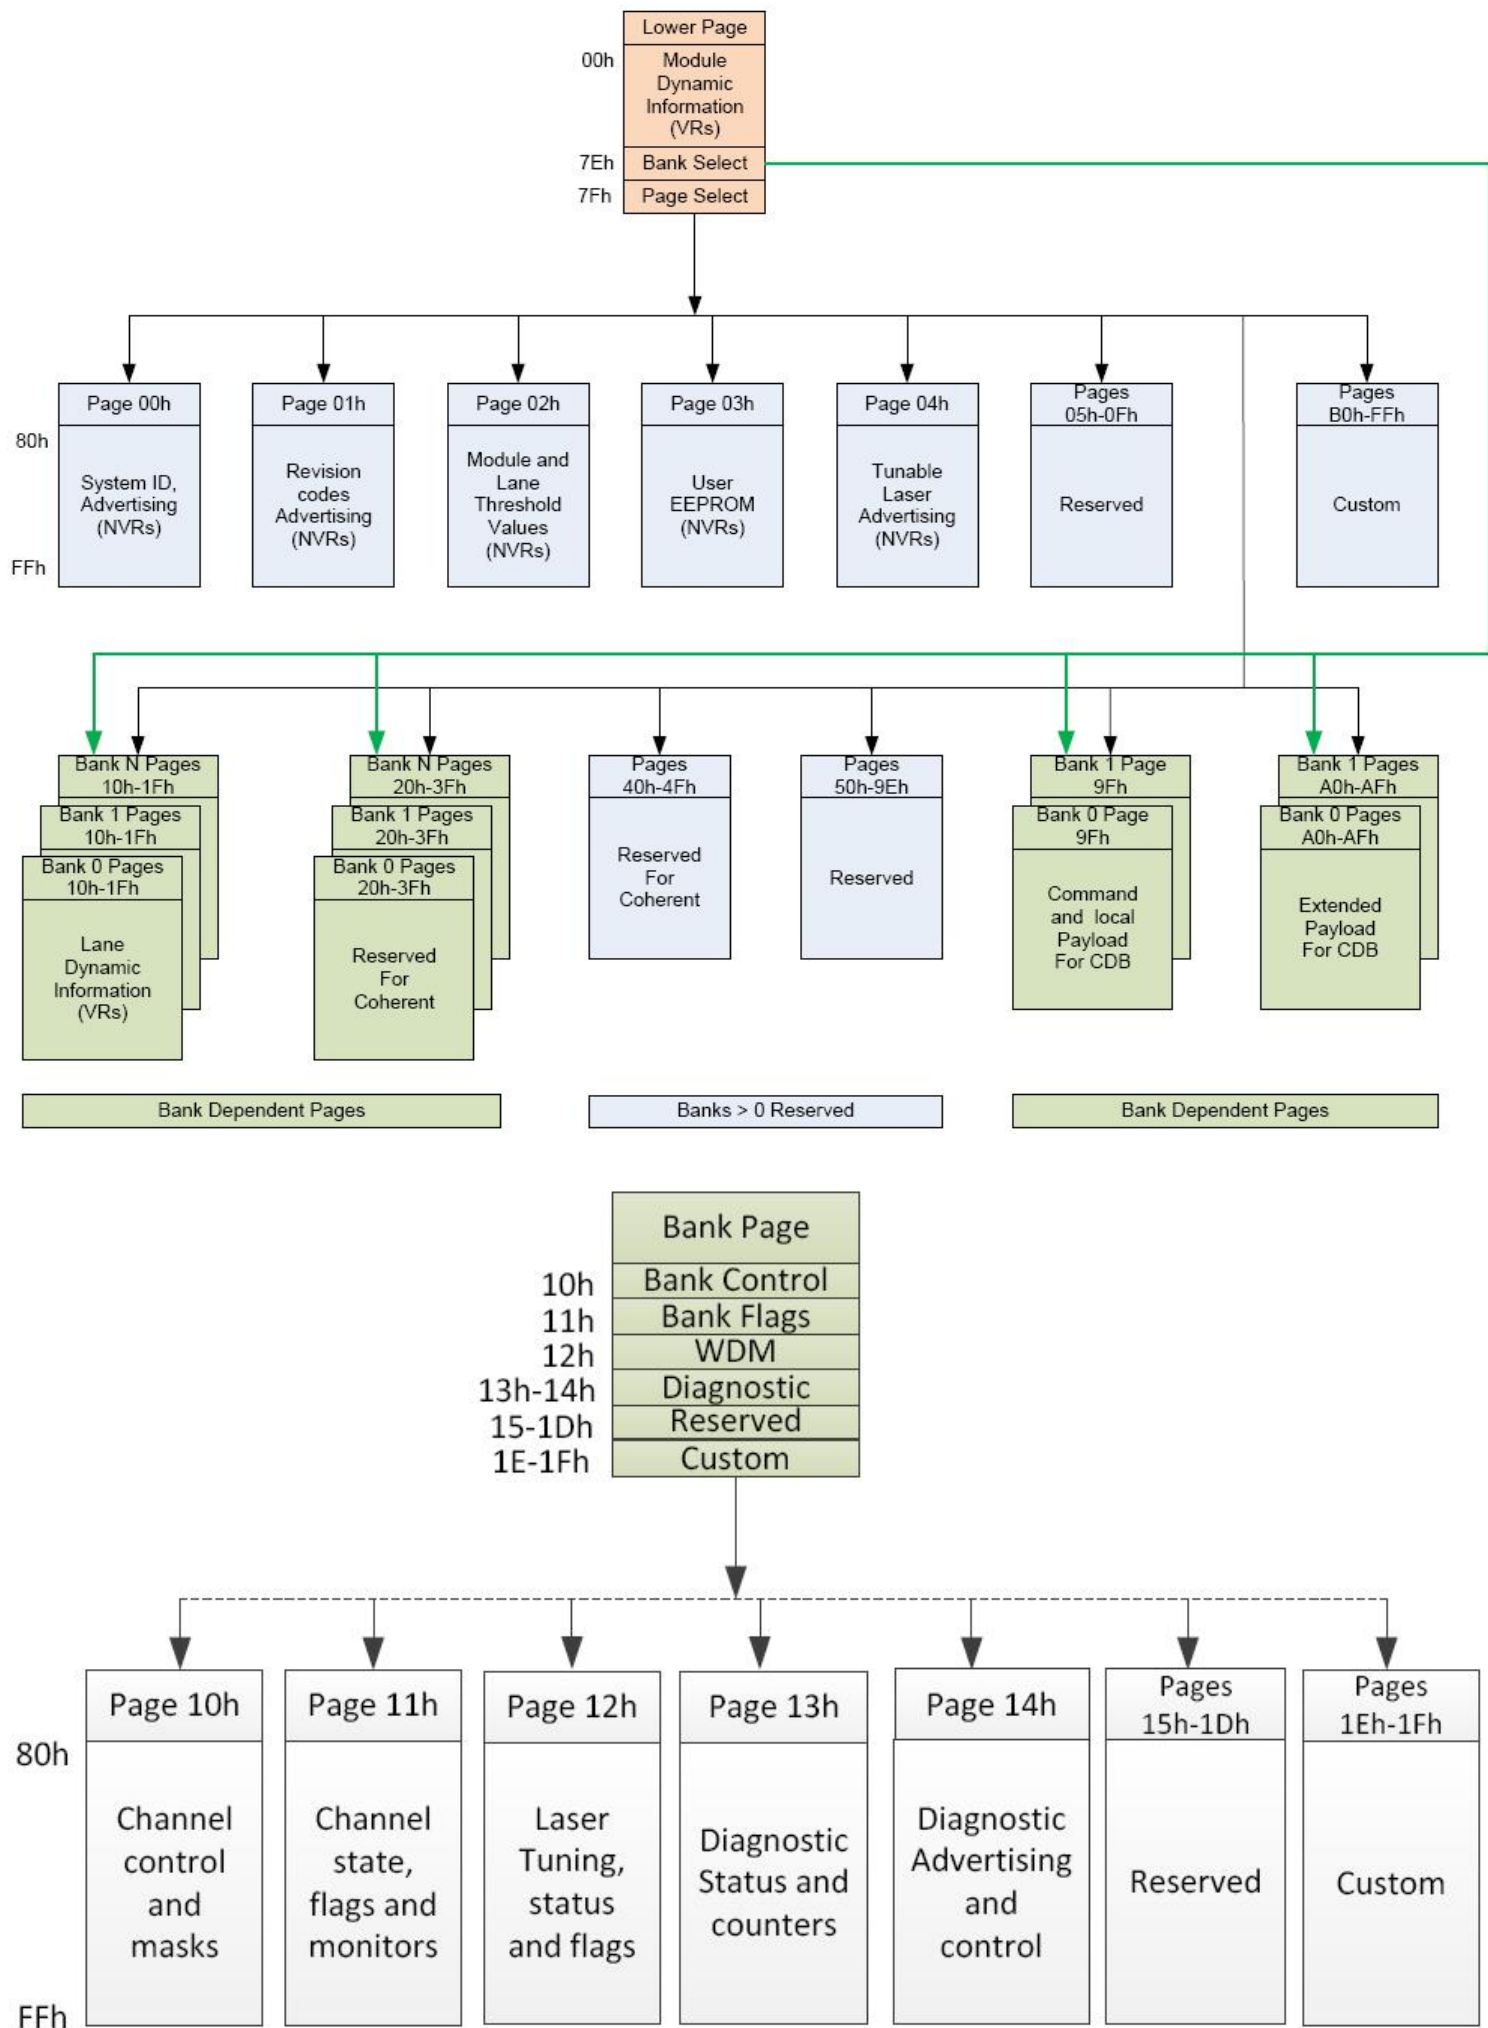 Lower Page
00h
Module
Dynamic
Information
(VRs)
7Eh
Bank Select
7Fh
Page Select
Page 00h
80h
System ID,
Advertising
(NVRs)
FFh
Page 01h
Revision
codes
Advertising
(NVRs)
Page 02h
Module and
Lane
Threshold
Values
(NVRs)
Page 03h
User
EEPROM
(NVRs)
Page 04h
Tunable
Laser
Advertising
(NVRs)
Pages
05h-0Fh
Reserved
Pages
B0h-FFh
Custom
Bank N Pages
10h-1Fh
Bank 1 Pages
10h-1Fh
Bank 0 Pages
10h-1Fh
Lane
Dynamic
Information
(VRs)
Bank N Pages
20h-3Fh
Bank 1 Pages
20h-3Fh
Bank 0 Pages
20h-3Fh
Reserved
For
Coherent
Pages
40h-4Fh
Reserved
For
Coherent
Pages
50h-9Eh
Reserved
Bank 1 Page
9Fh
Bank 0 Page
9Fh
Command
and local
Payload
For CDB
Bank 1 Pages
A0h-AFh
Bank 0 Pages
A0h-AFh
Extended
Payload
For CDB
Bank Dependent Pages
Banks > 0 Reserved
Bank Dependent Pages
Bank Page
10h
Bank Control
11h
Bank Flags
12h
WDM
13h-14h
Diagnostic
15-1Dh
Reserved
1E-1Fh
Custom
Page 10h
80h
Channel
control
and
masks
FFh
Page 11h
Channel
state,
flags and
monitors
Page 12h
Laser
Tuning,
status
and flags
Page 13h
Diagnostic
Status and
counters
Page 14h
Diagnostic
Advertising
and
control
Pages
15h-1Dh
Reserved
Pages
1Eh-1Fh
Custom